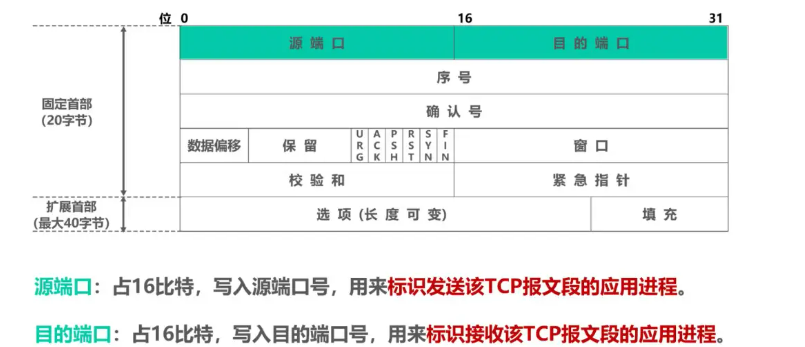 位 0 16 31
源端口 目的端口
序号
固定首部
(20字节)
确认号
数据偏移 保留 URG ACK PSH RST SYN FIN 窗口
校验和 紧急指针
扩展首部
(最大40字节)
选项(长度可变) 填充
源端口：占16比特，写入源端口号，用来标识发送该TCP报文段的应用进程。
目的端口：占16比特，写入目的端口号，用来标识接收该TCP报文段的应用进程。